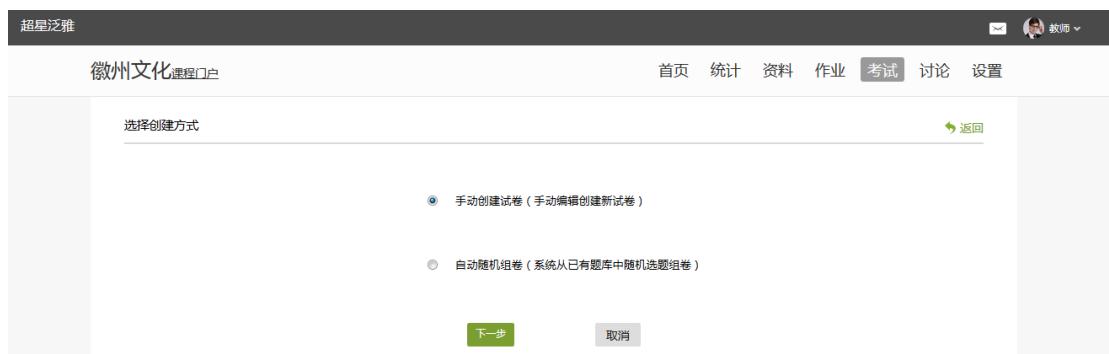 超星泛雅 教师
徽州文化课程门户 首页 统计 资料 作业 考试 讨论 设置
选择创建方式 返回
手动创建试卷（手动编辑创建新试卷）
自动随机组卷（系统从已有题库中随机选题组卷）
下一步 取消